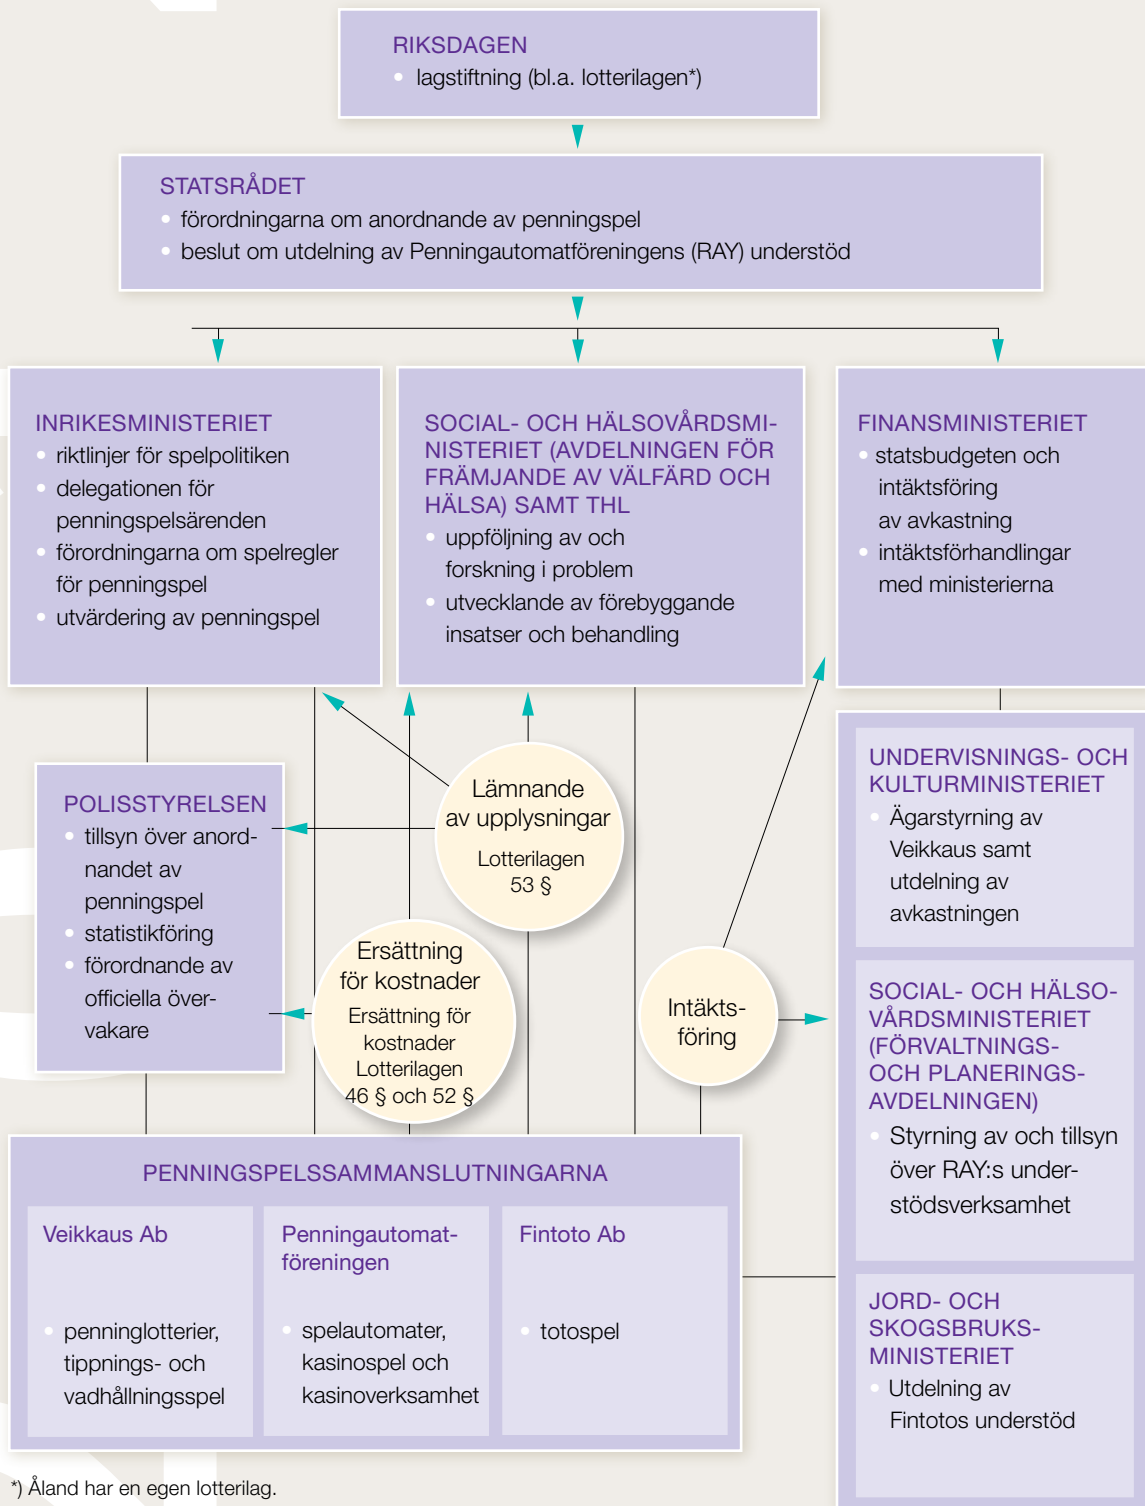 RIKSDAGEN
• lagstiftning (bl.a. lotterilagen*)
STATSRÅDET
• förordningarna om anordnande av penningspel
• beslut om utdelning av Penningautomatföreningens (RAY) understöd
INRIKESMINISTERIET
• riktlinjer för spelpolitiken
• delegationen för
penningspelsärenden
• förordningarna om spelregler
för penningspel
• utvärdering av penningspel
SOCIAL- OCH HÄLSOVÅRDSMI-
NISTERIET (AVDELNINGEN FÖR
FRÄMJANDE AV VÄLFÄRD OCH
HÄLSA) SAMT THL
• uppföljning av och
forskning i problem
• utvecklande av förebyggande
insatser och behandling
FINANSMINISTERIET
• statsbudgeten och
intäktsföring
av avkastning
• intäktsförhandlingar
med ministerierna
POLISSTYRELSEN
• tillsyn över anord-
nandet av
penningspel
• statistikföring
• förordnande av
officiella över-
vakare
Lämnande
av upplysningar
Lotterilagen
53 §
Ersättning
för kostnader
Ersättning för
kostnader
Lotterilagen
46 § och 52 §
Intäkts-
föring
UNDERVISNINGS- OCH
KULTURMINISTERIET
• Ägarstyrning av
Veikkaus samt
utdelning av
avkastningen
SOCIAL- OCH HÄLSO-
VÅRDSMINISTERIET
(FÖRVALTNINGS-
OCH PLANERINGS-
AVDELNINGEN)
• Styrning av och tillsyn
över RAY:s under-
stödsverksamhet
JORD- OCH
SKOGSBRUKS-
MINISTERIET
• Utdelning av
Fintotos understöd
PENNINGSPELSSAMMANSLUTNINGARNA
Veikkaus Ab
• penninglotterier,
tippnings- och
vadhållningsspel
Penningautomat-
föreningen
• spelautomater,
kasinospel och
kasinoverksamhet
Fintoto Ab
• totospel
*) Åland har en egen lotterilag.